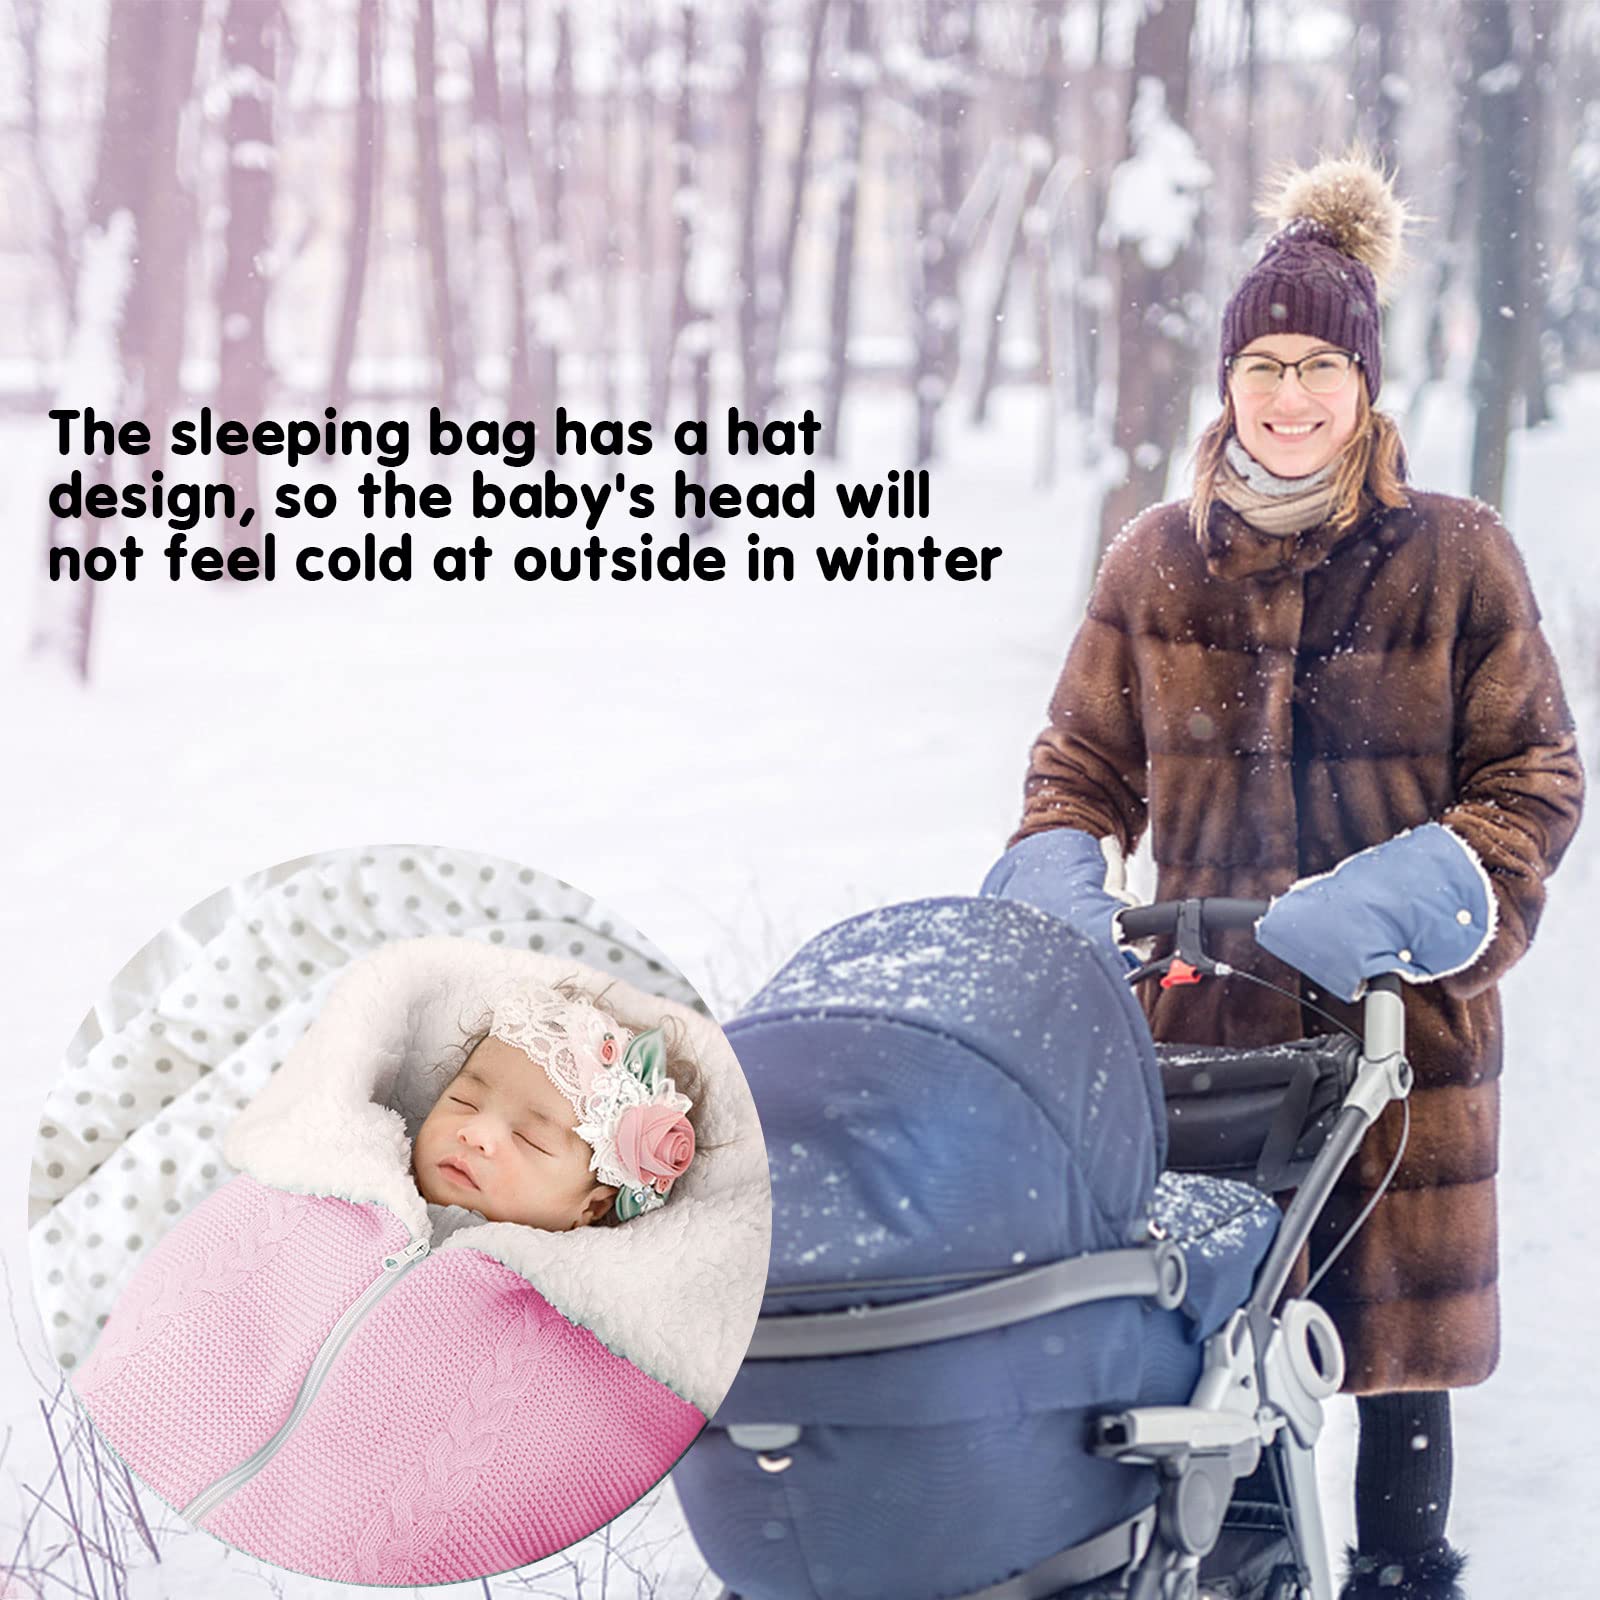 The sleeping bag has a hat
design, so the baby's head will
not feel cold at outside in winter